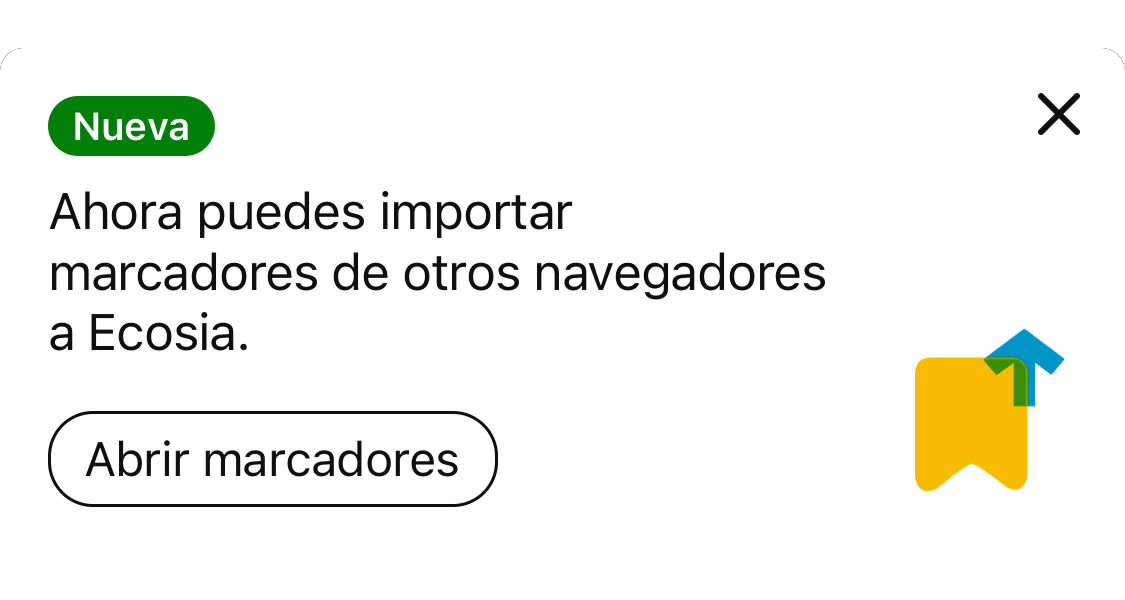 Nueva
Ahora puedes importar
marcadores de otros navegadores
a Ecosia.
Abrir marcadores